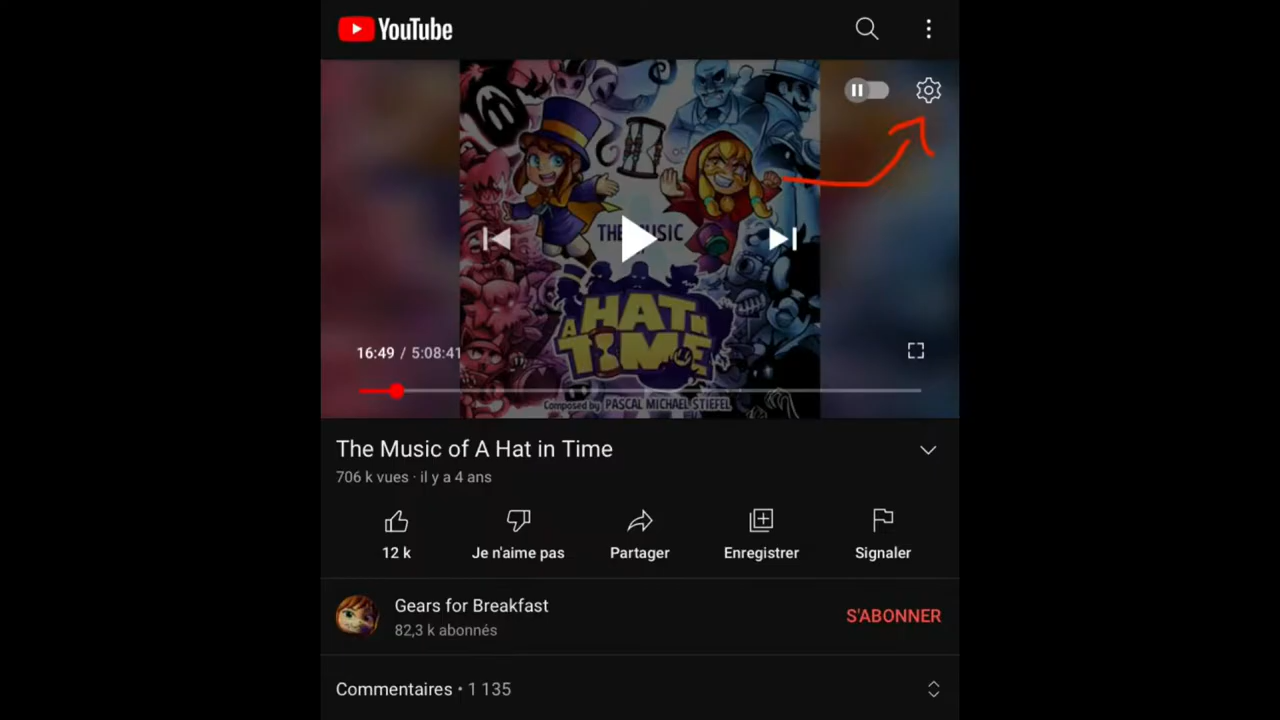 YouTube
THE MUSIC
A HAT IN TIME
16:49 / 5:08:41
Composed by PASCAL MICHAEL STIEFEL
The Music of A Hat in Time
706 k vues · il y a 4 ans
12 k Je n'aime pas Partager Enregistrer Signaler
Gears for Breakfast
S'ABONNER
82,3 k abonnés
Commentaires • 1 135